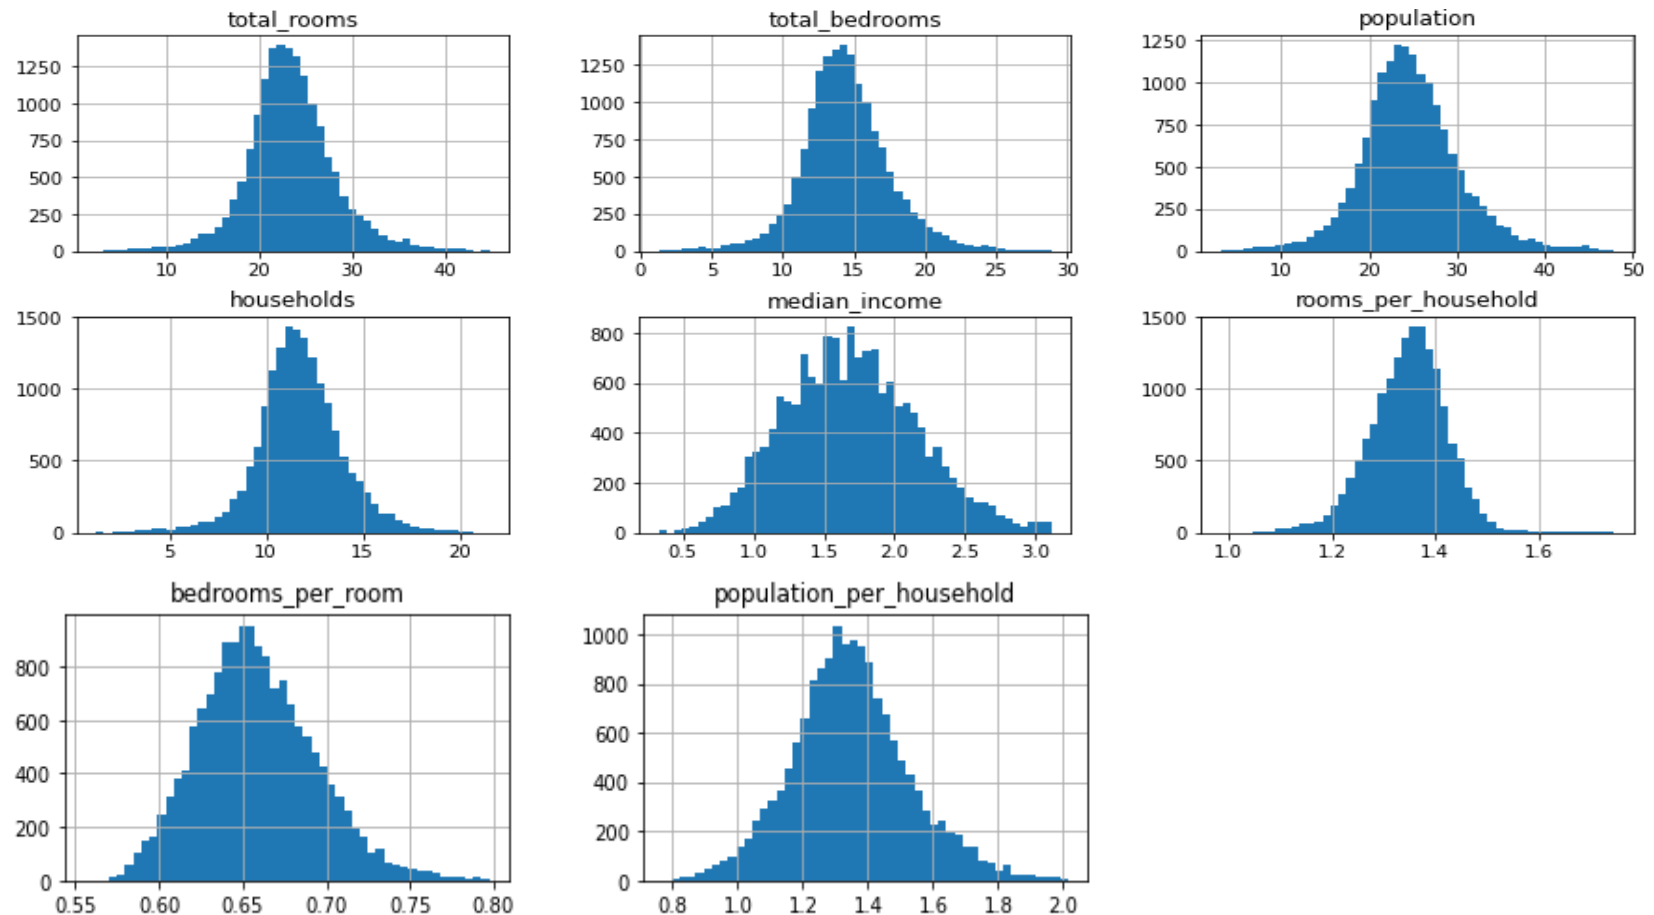 total_rooms
1250
1000
750
500
250
0
10 20 30 40
total_bedrooms
1250
1000
750
500
250
0
0 5 10 15 20 25 30
population
1250
1000
750
500
250
0
10 20 30 40 50
households
1500
1000
500
0
5 10 15 20
median_income
800
600
400
200
0
0.5 1.0 1.5 2.0 2.5 3.0
rooms_per_household
1500
1000
500
0
1.0 1.2 1.4 1.6
bedrooms_per_room
800
600
400
200
0
0.55 0.60 0.65 0.70 0.75 0.80
population_per_household
1000
800
600
400
200
0
0.8 1.0 1.2 1.4 1.6 1.8 2.0